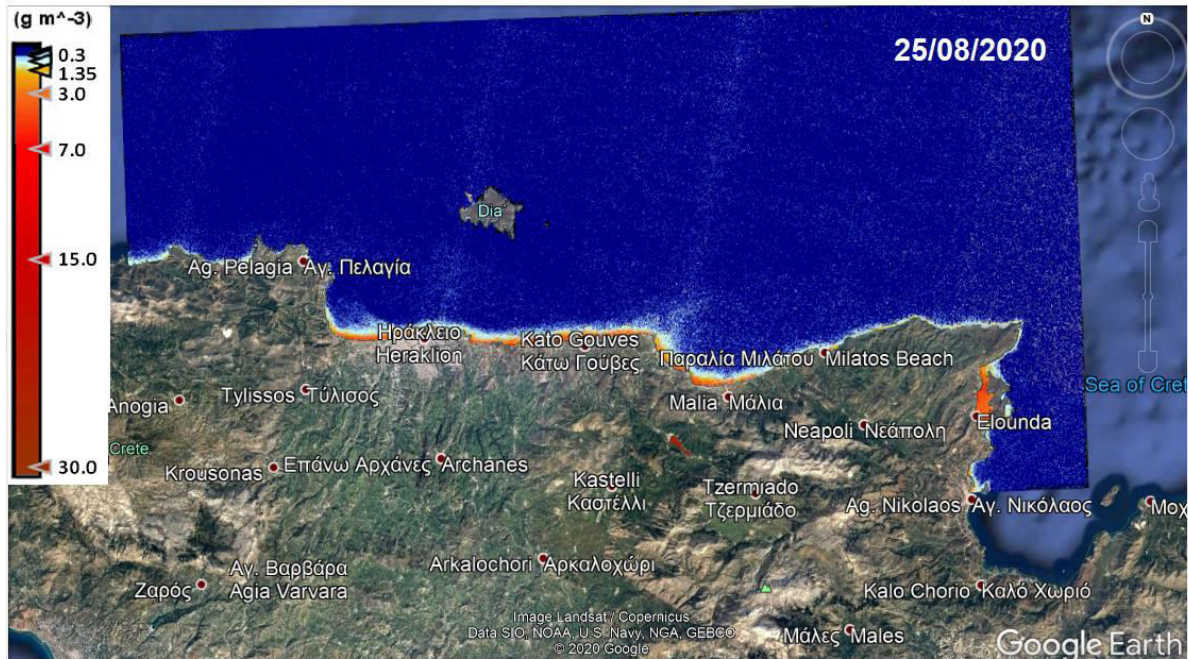 (g m^-3)
0.3
1.35
3.0
7.0
15.0
30.0
25/08/2020
N
Dia
Ag. Pelagia Αγ. Πελαγία
Ηράκλειο
Heraklion
Kato Gouves
Κάτω Γούβες
Παραλία Μιλάτου Milatos Beach
Sea of Cret
Malia Μάλια
Tylissos Τύλισος
Anogia
Elounda
Neapoli Νεάπολη
Crete
Krousonas
Επάνω Αρχάνες Archanes
Kastelli
Καστέλλι
Tzermiado
Τζερμιάδο
Ag. Nikolaos Αγ. Νικόλαος
Μοχ
Αγ. Βαρβάρα
Agia Varvara
Ζαρός
Arkalochori Αρκαλοχώρι
Kalo Chorio Καλό Χωριό
Μάλες Males
Image Landsat / Copernicus
Data SIO, NOAA, U.S. Navy, NGA, GEBCO
© 2020 Google
Google Earth